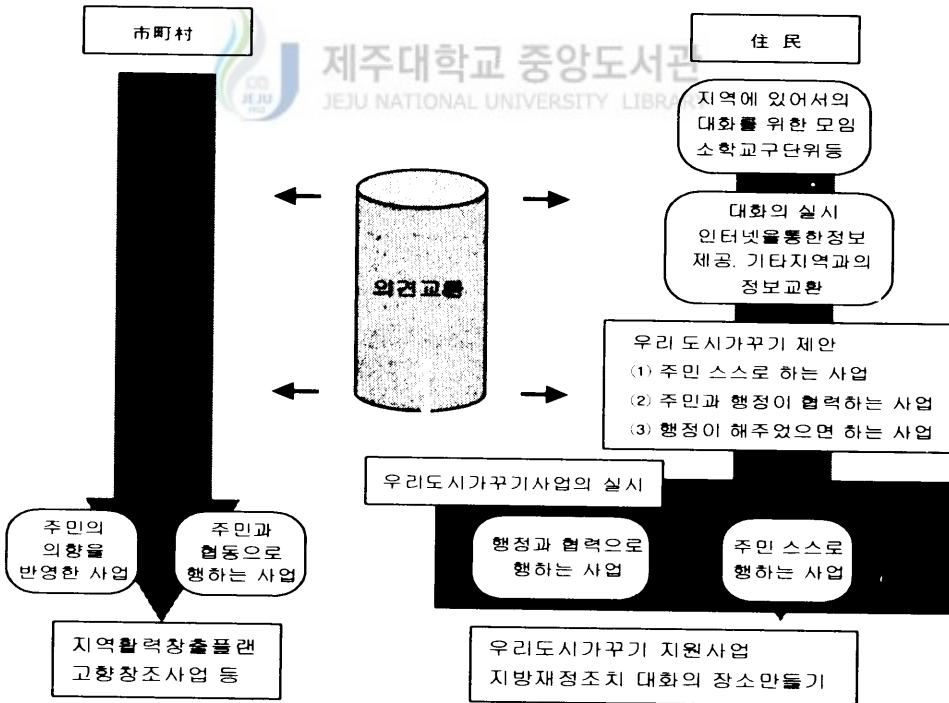 市町村
제주대학교 중앙도서관
JEJU NATIONAL UNIVERSITY LIBRARY
JEJU
1952
住 民
지역에 있어서의
대화를 위한 모임
소학교구단위등
대화의 실시
인터넷을통한정보
제공. 기타지역과의
정보교환
의견교환
우리 도시가꾸기 제안
(1) 주민 스스로 하는 사업
(2) 주민과 행정이 협력하는 사업
(3) 행정이 해주었으면 하는 사업
우리도시가꾸기사업의 실시
주민의
의향을
반영한 사업
주민과
협동으로
행하는 사업
행정과 협력으로
행하는 사업
주민 스스로
행하는 사업
지역활력창출플랜
고향창조사업 등
우리도시가꾸기 지원사업
지방재정조치 대화의 장소만들기